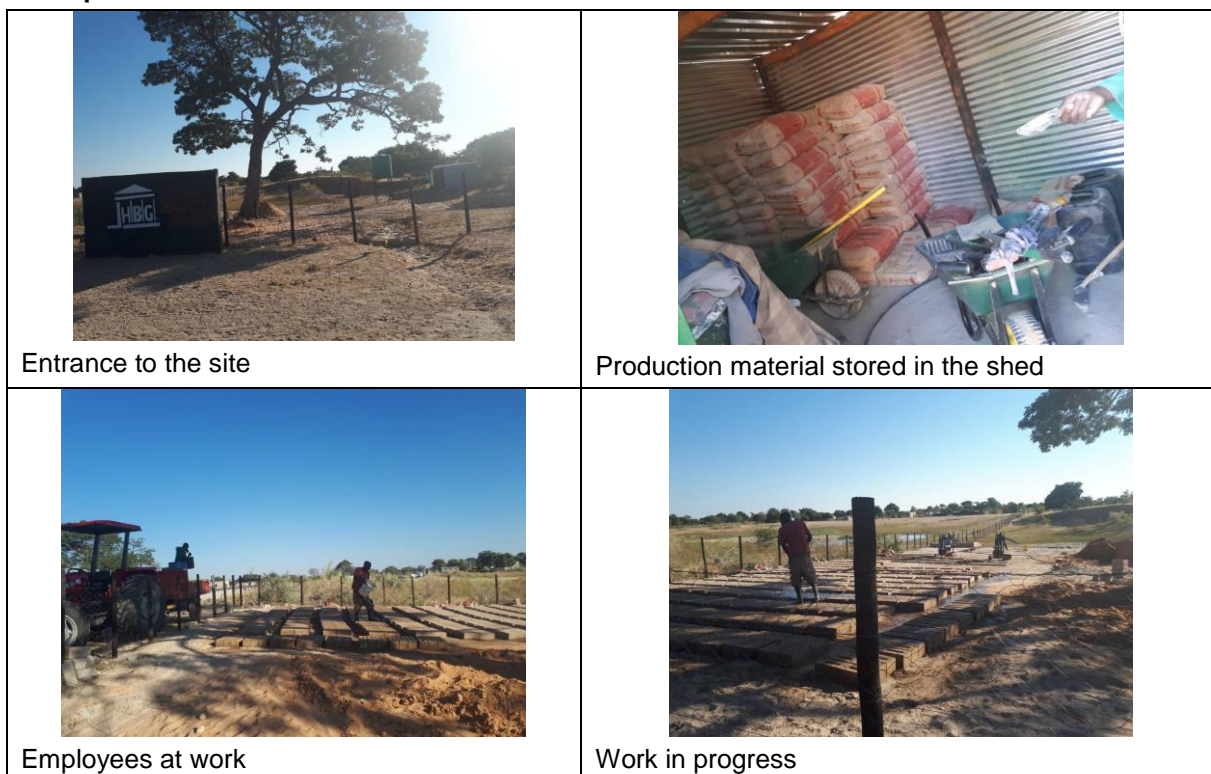 HBG
Entrance to the site
Production material stored in the shed
Employees at work
Work in progress